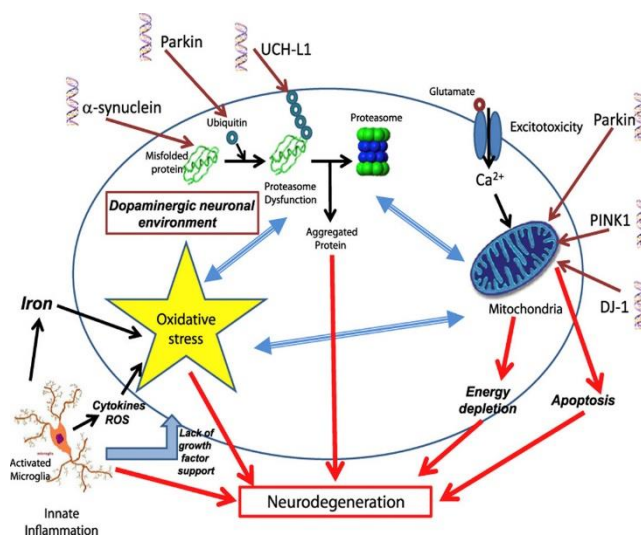 Parkin
UCH-L1
α-synuclein
Ubiquitin
Misfolded
protein
Proteasome
Dysfunction
Proteasome
Glutamate
Excitotoxicity
Ca2+
Parkin
PINK1
DJ-1
Mitochondria
Dopaminergic neuronal
environment
Aggregated
Protein
Iron
Oxidative
stress
Cytokines
ROS
microglia
Activated
Microglia
Lack of
growth
factor
support
Energy
depletion
Apoptosis
Innate
Inflammation
Neurodegeneration